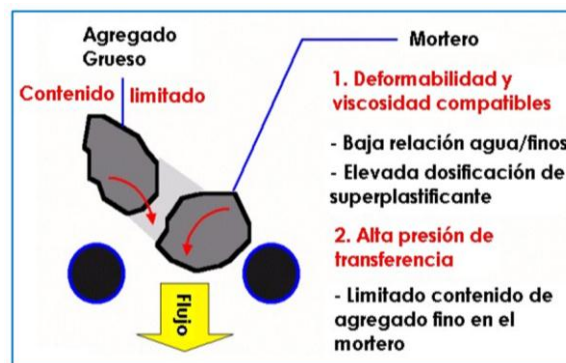 Agregado
Grueso
Contenido limitado
Mortero
1. Deformabilidad y
viscosidad compatibles
- Baja relación agua/finos
- Elevada dosificación de
superplastificante
2. Alta presión de
transferencia
- Limitado contenido de
agregado fino en el
mortero
Flujo